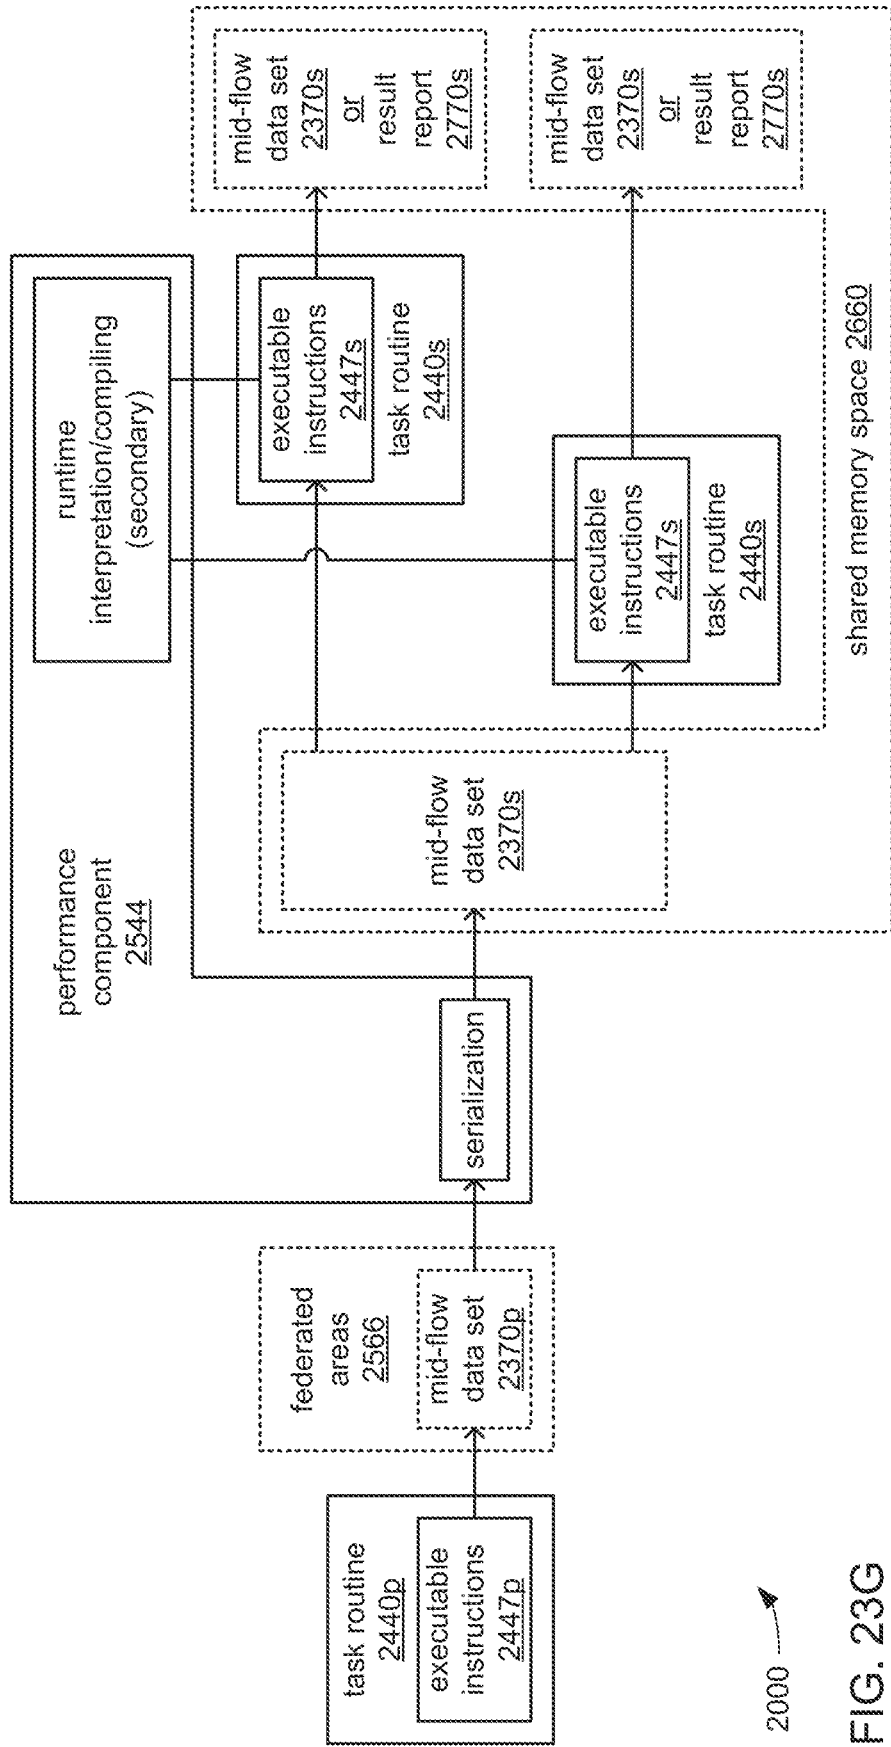 task routine
2440p
executable
instructions
2447p
federated
areas
2566
mid-flow
data set
2370p
performance
component
2544
serialization
runtime
interpretation/compiling
(secondary)
mid-flow
data set
2370s
executable
instructions
2447s
task routine
2440s
executable
instructions
2447s
task routine
2440s
mid-flow
data set
2370s
or
result
report
2770s
mid-flow
data set
2370s
or
result
report
2770s
shared memory space 2660
2000
FIG. 23G